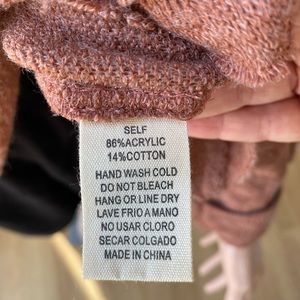 SELF
86%ACRYLIC
14%COTTON
HAND WASH COLD
DO NOT BLEACH
HANG OR LINE DRY
LAVE FRIO A MANO
NO USAR CLORO
SECAR COLGADO
MADE IN CHINA